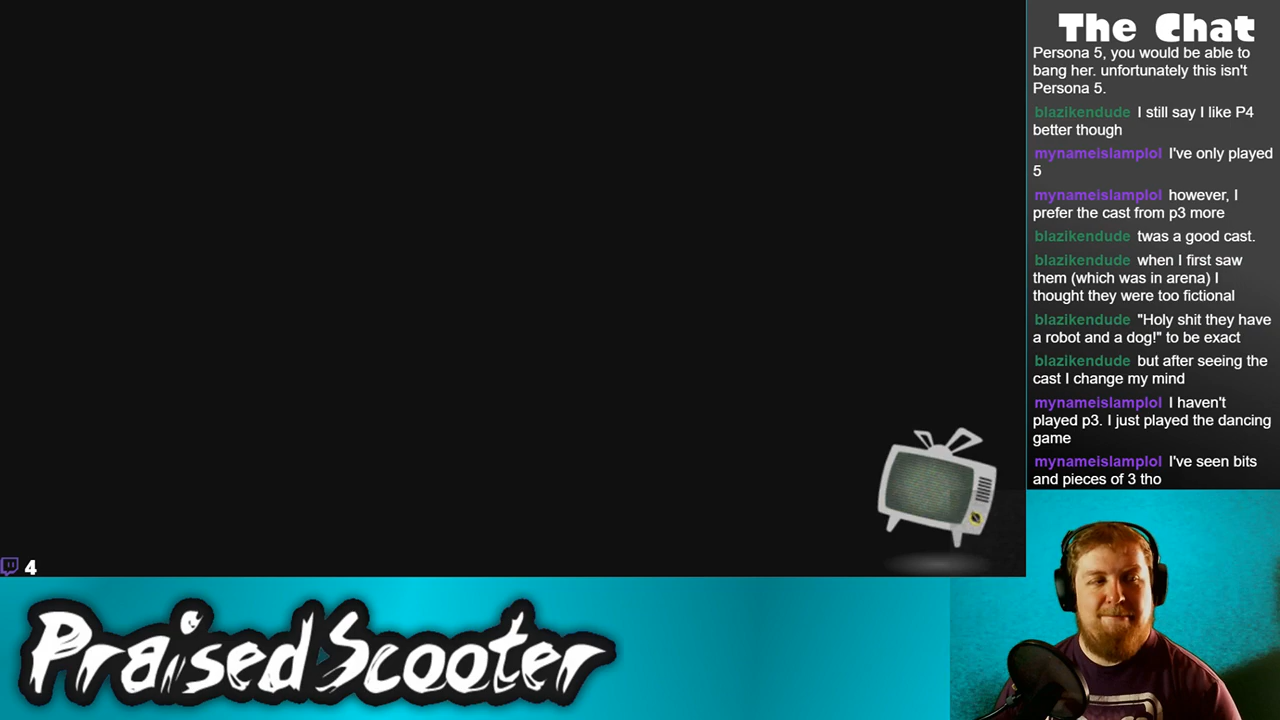 The Chat
Persona 5, you would be able to
bang her. unfortunately this isn't
Persona 5.
blazikendude I still say I like P4
better though
mynameislamplol I've only played
5
mynameislamplol however, I
prefer the cast from p3 more
blazikendude twas a good cast.
blazikendude when I first saw
them (which was in arena) I
thought they were too fictional
blazikendude "Holy shit they have
a robot and a dog!" to be exact
blazikendude but after seeing the
cast I change my mind
mynameislamplol I haven't
played p3. I just played the dancing
game
mynameislamplol I've seen bits
and pieces of 3 tho
4
PraisedScooter